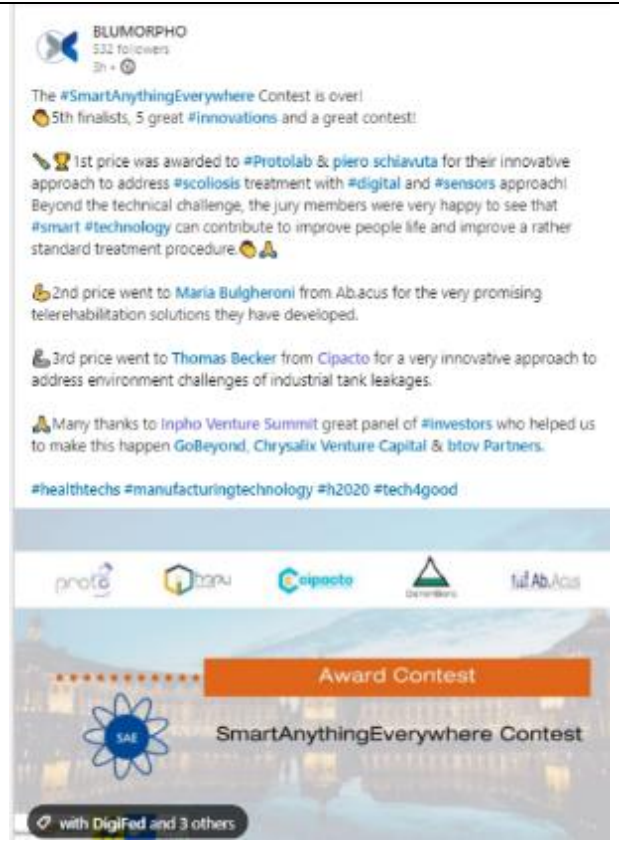 BLUMORPHO
532 followers
3h •
The #SmartAnythingEverywhere Contest is over!
👏5th finalists, 5 great #innovations and a great contest!
🍾🏆1st price was awarded to #Protolab & piero schiavuta for their innovative
approach to address #scoliosis treatment with #digital and #sensors approach!
Beyond the technical challenge, the jury members were very happy to see that
#smart #technology can contribute to improve people life and improve a rather
standard treatment procedure.👏🙏
💪2nd price went to Maria Bulgheroni from Ab.acus for the very promising
telerehabilitation solutions they have developed.
🦾3rd price went to Thomas Becker from Cipacto for a very innovative approach to
address environment challenges of industrial tank leakages.
🙏Many thanks to Inpho Venture Summit great panel of #investors who helped us
to make this happen GoBeyond, Chrysalix Venture Capital & btov Partners.
#healthtechs #manufacturingtechnology #h2020 #tech4good
proto
cipacto
Ab.Acus
Award Contest
SAE
SmartAnythingEverywhere Contest
with DigiFed and 3 others